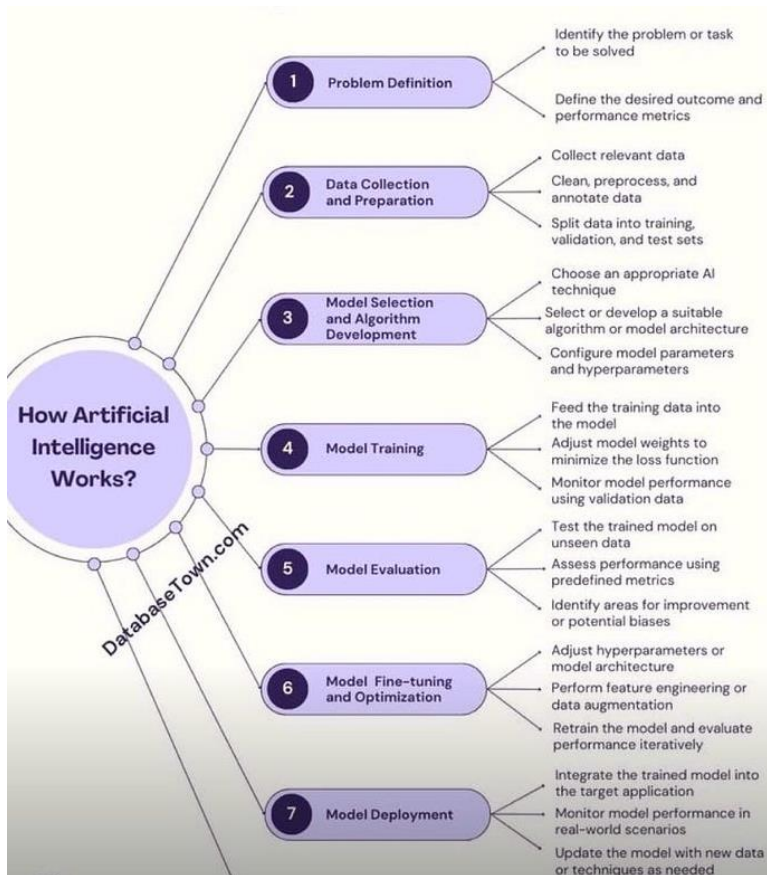 How Artificial
Intelligence
Works?
DatabaseTown.com
1
Problem Definition
Identify the problem or task
to be solved
Define the desired outcome and
performance metrics
2
Data Collection
and Preparation
Collect relevant data
Clean, preprocess, and
annotate data
Split data into training,
validation, and test sets
3
Model Selection
and Algorithm
Development
Choose an appropriate AI
technique
Select or develop a suitable
algorithm or model architecture
Configure model parameters
and hyperparameters
4
Model Training
Feed the training data into
the model
Adjust model weights to
minimize the loss function
Monitor model performance
using validation data
5
Model Evaluation
Test the trained model on
unseen data
Assess performance using
predefined metrics
Identify areas for improvement
or potential biases
6
Model Fine-tuning
and Optimization
Adjust hyperparameters or
model architecture
Perform feature engineering or
data augmentation
Retrain the model and evaluate
performance iteratively
7
Model Deployment
Integrate the trained model into
the target application
Monitor model performance in
real-world scenarios
Update the model with new data
or techniques as needed